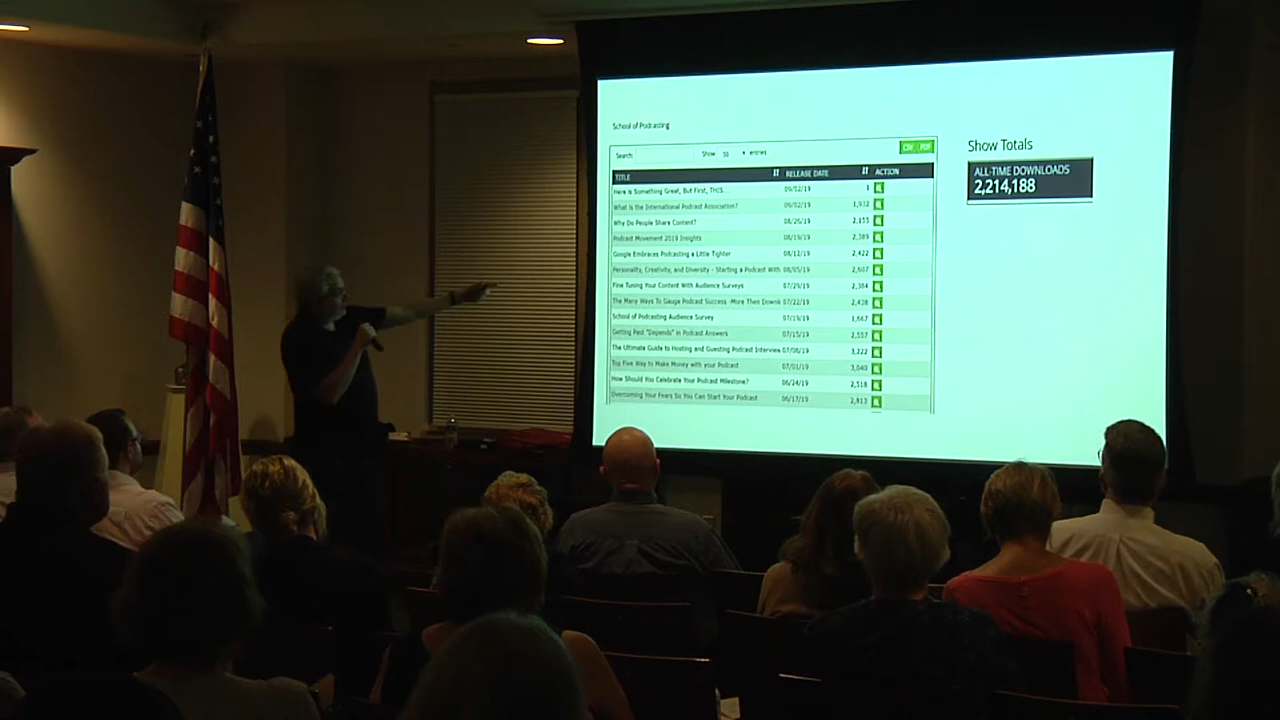 School of Podcasting
Search:
Show 50 entries
CSV PDF
TITLE RELEASE DATE ACTION
Here Is Something Great, But First, THIS... 09/02/19 1
What is the International Podcast Association? 09/02/19 1,932
Why Do People Share Content? 08/26/19 2,155
Podcast Movement 2019 Insights 08/19/19 2,389
Google Embraces Podcasting a Little Tighter 08/12/19 2,422
Personality, Creativity, and Diversity - Starting a Podcast With 08/05/19 2,607
Fine Tuning Your Content With Audience Surveys 07/29/19 2,384
The Many Ways To Gauge Podcast Success -More Then Downl 07/22/19 2,438
School of Podcasting Audience Survey 07/19/19 1,667
Getting Past "Depends" in Podcast Answers 07/15/19 2,557
The Ultimate Guide to Hosting and Guesting Podcast Interview 07/08/19 3,222
Top Five Way to Make Money with your Podcast 07/01/19 3,040
How Should You Celebrate Your Podcast Milestone? 06/24/19 2,518
Overcoming Your Fears So You Can Start Your Podcast 06/17/19 2,813
Show Totals
ALL-TIME DOWNLOADS
2,214,188